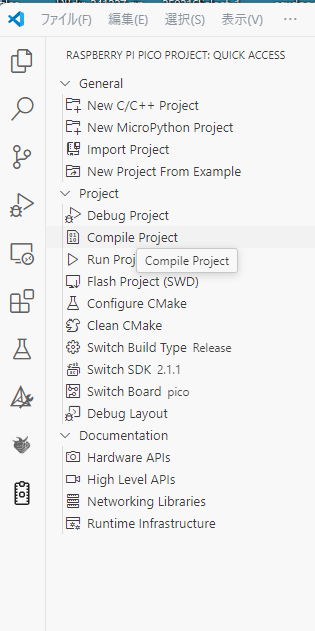 ファイル(F) 編集(E) 選択(S) 表示(V) ···
RASPBERRY PI PICO PROJECT: QUICK ACCESS
General
New C/C++ Project
New MicroPython Project
Import Project
New Project From Example
Project
Debug Project
Compile Project
Run Proj
Compile Project
Flash Project (SWD)
Configure CMake
Clean CMake
Switch Build Type Release
Switch SDK 2.1.1
Switch Board pico
Debug Layout
Documentation
Hardware APIs
High Level APIs
Networking Libraries
Runtime Infrastructure